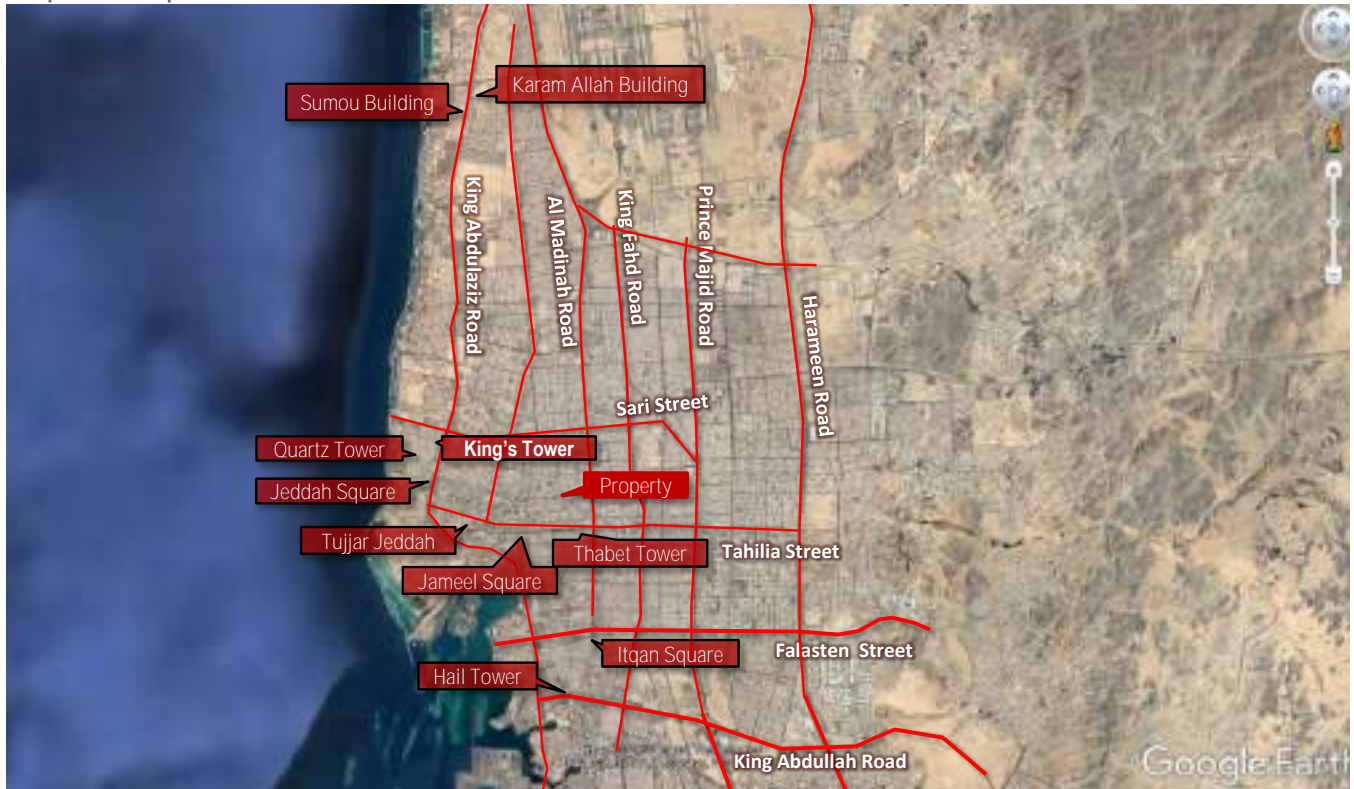 Karam Allah Building
Sumou Building
King Abdulaziz Road
Al Madinah Road
King Fahd Road
Prince Majid Road
Harameen Road
Sari Street
Quartz Tower
King's Tower
Jeddah Square
Property
Tujjar Jeddah
Thabet Tower
Tahilia Street
Jameel Square
Itqan Square
Falasten Street
Hail Tower
King Abdullah Road
Google Earth